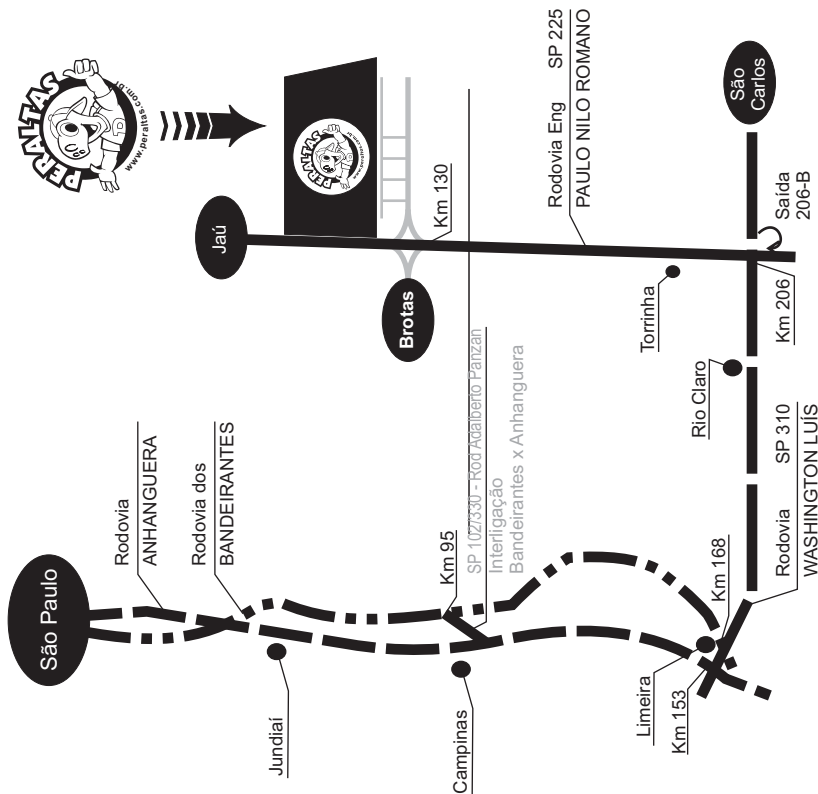 PERALTAS
www.peraltas.com.br
PERALTAS
Jaú
Km 130
Brotas
Rodovia Eng SP 225
PAULO NILO ROMANO
São
Carlos
Saída
206-B
Torrinha
Km 206
Rio Claro
SP 310
Rodovia
WASHINGTON LUÍS
São Paulo
Rodovia
ANHANGUERA
Rodovia dos
BANDEIRANTES
Km 95
SP 102/330 - Rod Adalberto Panzan
Interligação
Bandeirantes x Anhanguera
Km 168
Jundiaí
Campinas
Limeira
Km 153